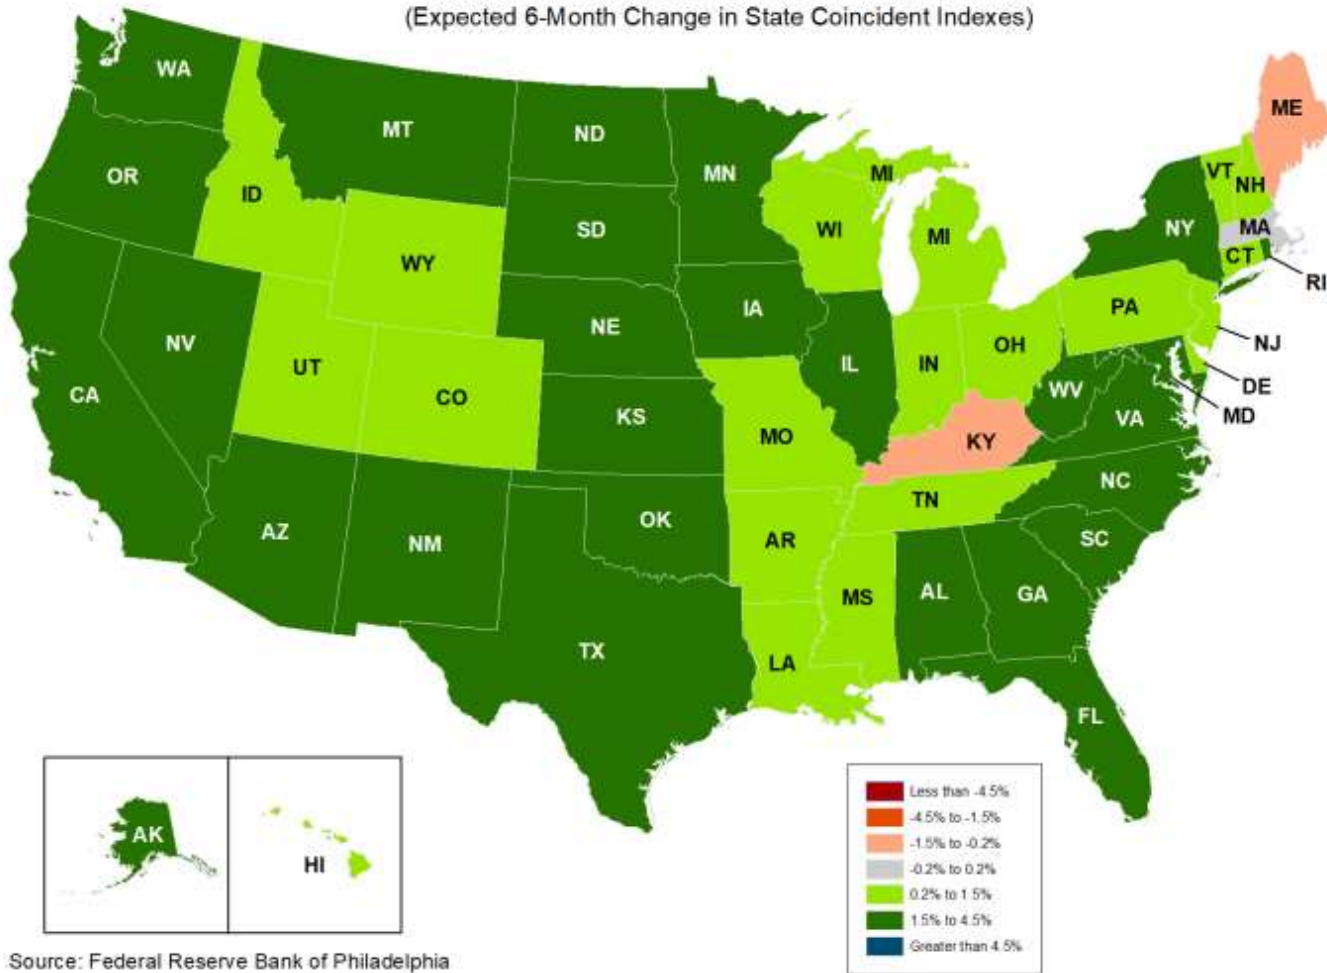 (Expected 6-Month Change in State Coincident Indexes)
WA
MT
ND
MN
ME
OR
ID
SD
WI
MI
MI
VT
NH
NY
MA
CT
RI
WY
NE
IA
PA
NJ
NV
UT
CO
IL
IN
OH
DE
MD
CA
KS
MO
KY
WV
VA
AZ
NM
OK
AR
TN
NC
SC
TX
LA
MS
AL
GA
FL
AK
HI
Less than -4.5%
-4.5% to -1.5%
-1.5% to -0.2%
-0.2% to 0.2%
0.2% to 1.5%
1.5% to 4.5%
Greater than 4.5%
Source: Federal Reserve Bank of Philadelphia